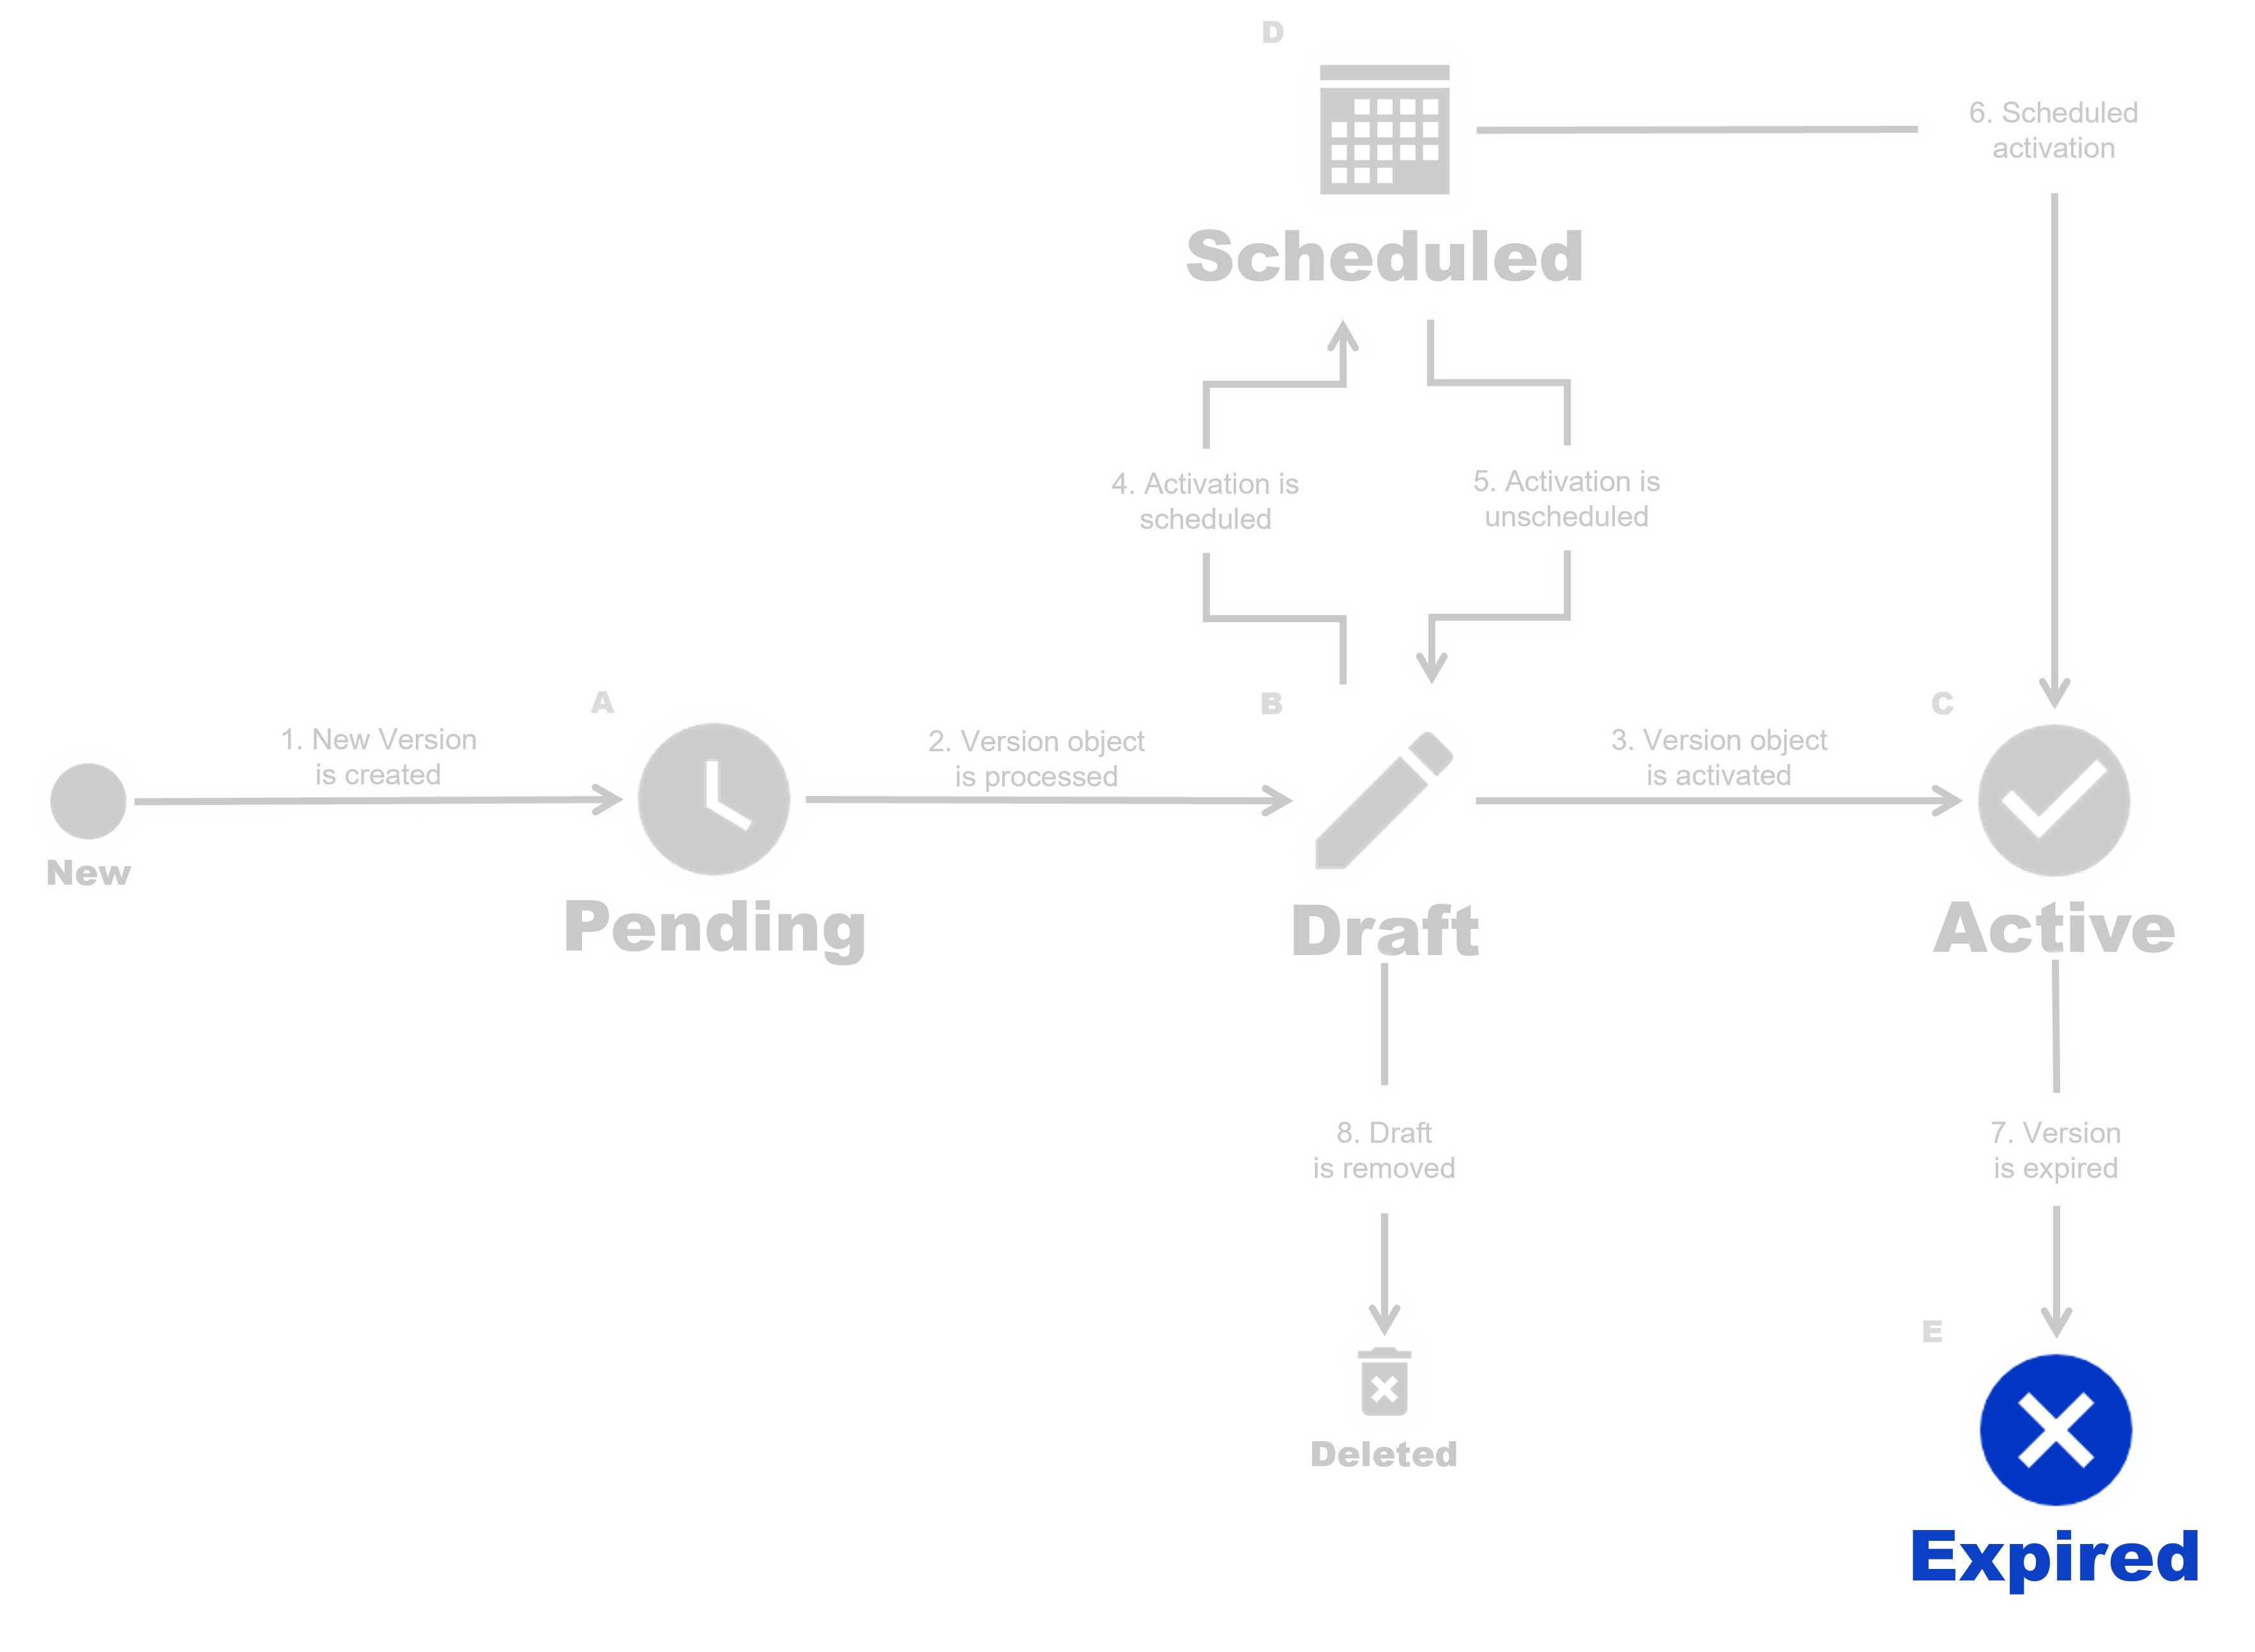 D
6. Scheduled
activation
Scheduled
4. Activation is
scheduled
5. Activation is
unscheduled
A
B
C
1. New Version
is created
2. Version object
is processed
3. Version object
is activated
New
Pending
Draft
Active
8. Draft
is removed
7. Version
is expired
E
Deleted
Expired